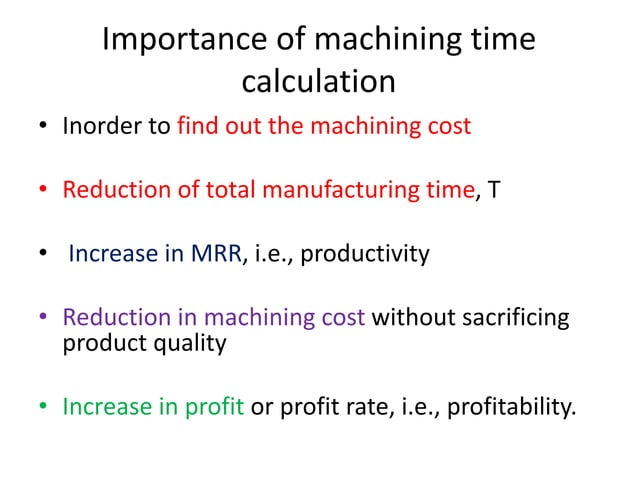 Importance of machining time
calculation
• Inorder to find out the machining cost
• Reduction of total manufacturing time, T
• Increase in MRR, i.e., productivity
• Reduction in machining cost without sacrificing
product quality
• Increase in profit or profit rate, i.e., profitability.